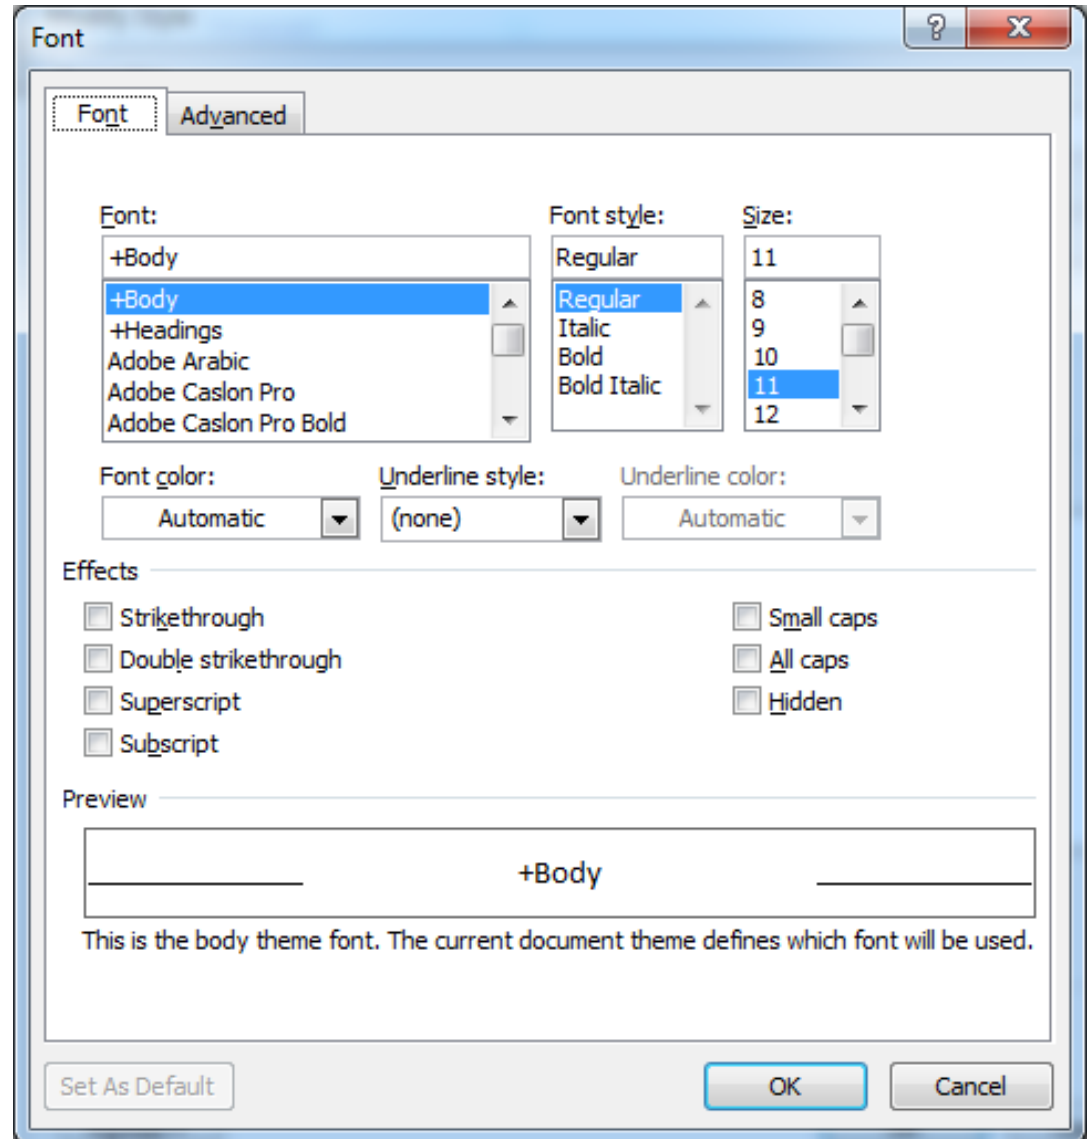 Font
Font Advanced
Font: Font style: Size:
+Body Regular 11
+Body Regular 8
+Headings Italic 9
Adobe Arabic Bold 10
Adobe Caslon Pro Bold Italic 11
Adobe Caslon Pro Bold 12
Font color: Underline style: Underline color:
Automatic (none) Automatic
Effects
Strikethrough Small caps
Double strikethrough All caps
Superscript Hidden
Subscript
Preview
+Body
This is the body theme font. The current document theme defines which font will be used.
Set As Default OK Cancel